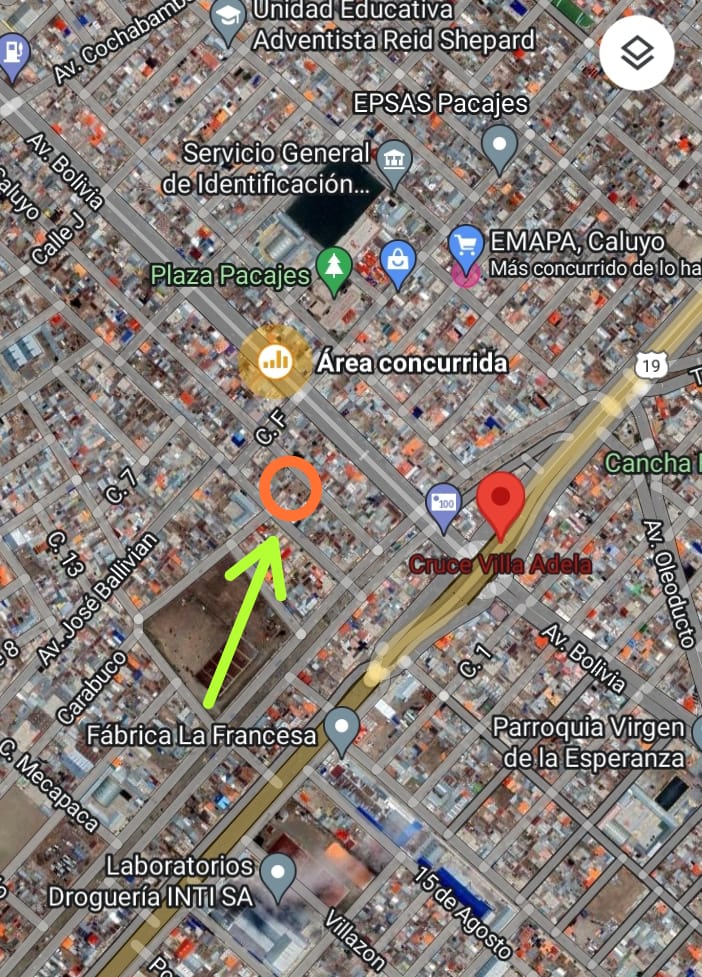 Unidad Educativa
Adventista Reid Shepard
Av. Cochabamba
EPSAS Pacajes
Av. Bolivia
Servicio General
de Identificación...
Caluyo
Calle J
EMAPA, Caluyo
Más concurrido de lo ha
Plaza Pacajes
Área concurrida
19
C. F
Cancha
C. 7
100
C. 13
Cruce Villa Adela
Av. Oleoducto
Av. José Ballivian
C. 1
Av. Bolivia
e 8
Carabuco
Fábrica La Francesa
Parroquia Virgen
de la Esperanza
C. Mecapaca
Laboratorios
Droguería INTI SA
15 de Agosto
Villazon
Po